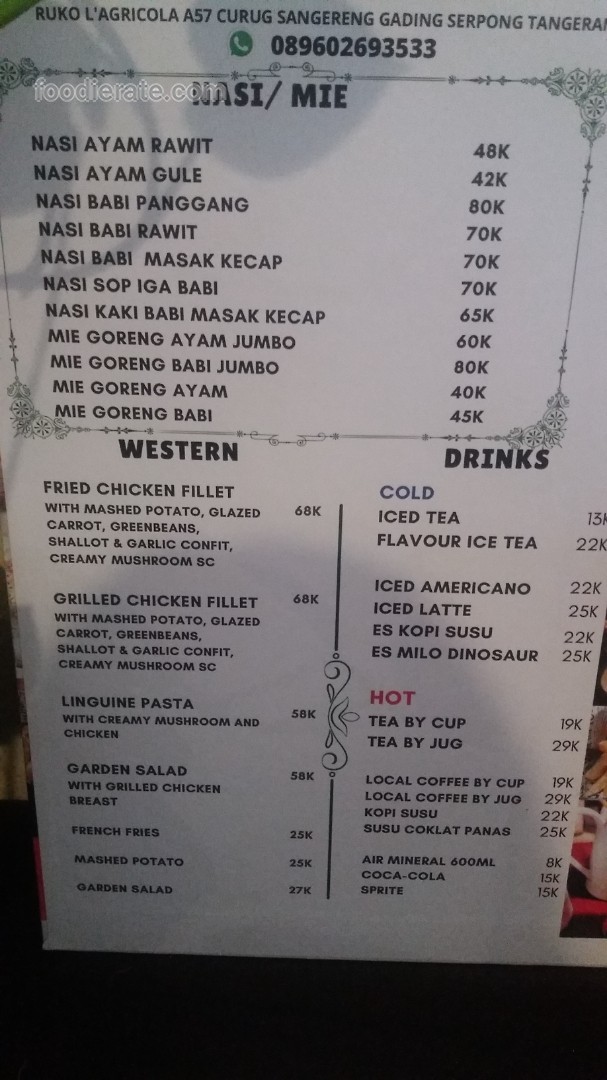 RUKO L'AGRICOLA A57 CURUG SANGERENG GADING SERPONG
089602693533
foodierate.com
NASI/ MIE
NASI AYAM RAWIT 48K
NASI AYAM GULE 42K
NASI BABI PANGGANG 80K
NASI BABI RAWIT 70K
NASI BABI MASAK KECAP 70K
NASI SOP IGA BABI 70K
NASI KAKI BABI MASAK KECAP 65K
MIE GORENG AYAM JUMBO 60K
MIE GORENG BABI JUMBO 80K
MIE GORENG AYAM 40K
MIE GORENG BABI 45K
WESTERN
FRIED CHICKEN FILLET
WITH MASHED POTATO, GLAZED 68K
CARROT, GREENBEANS,
SHALLOT & GARLIC CONFIT,
CREAMY MUSHROOM SC
GRILLED CHICKEN FILLET 68K
WITH MASHED POTATO, GLAZED
CARROT, GREENBEANS,
SHALLOT & GARLIC CONFIT,
CREAMY MUSHROOM SC
LINGUINE PASTA
WITH CREAMY MUSHROOM AND 58K
CHICKEN
GARDEN SALAD 58K
WITH GRILLED CHICKEN
BREAST
FRENCH FRIES 25K
MASHED POTATO 25K
GARDEN SALAD 27K
DRINKS
COLD
ICED TEA 13K
FLAVOUR ICE TEA 22K
ICED AMERICANO 22K
ICED LATTE 25K
ES KOPI SUSU 22K
ES MILO DINOSAUR 25K
HOT
TEA BY CUP 19K
TEA BY JUG 29K
LOCAL COFFEE BY CUP 19K
LOCAL COFFEE BY JUG 29K
KOPI SUSU 22K
SUSU COKLAT PANAS 25K
AIR MINERAL 600ML 8K
COCA-COLA 15K
SPRITE 15K